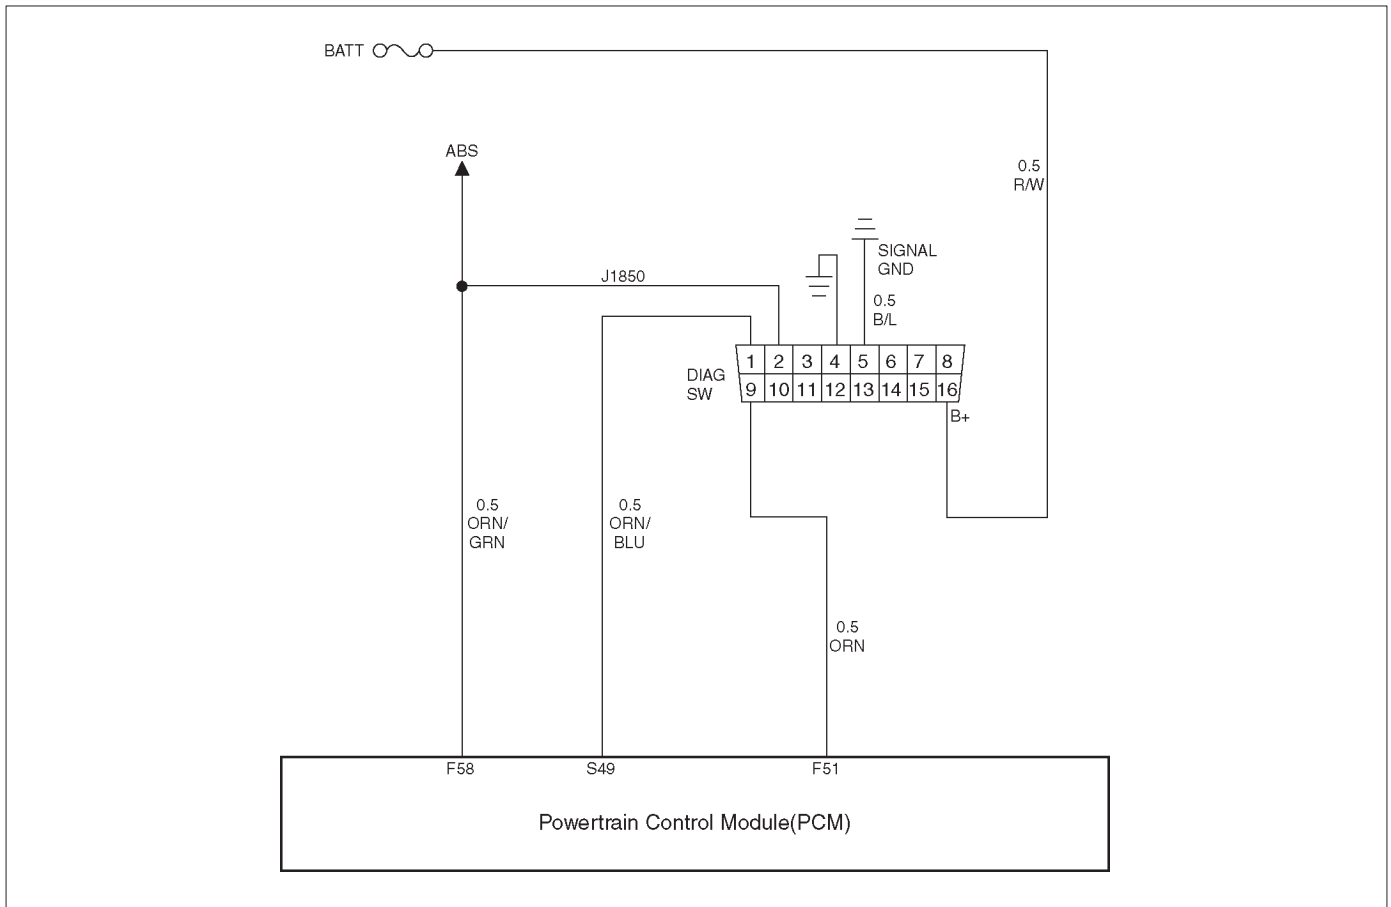 BATT
ABS
0.5
R/W
SIGNAL
GND
J1850
0.5
B/L
1 2 3 4 5 6 7 8
DIAG
SW
9 10 11 12 13 14 15 16
B+
0.5
ORN/
GRN
0.5
ORN/
BLU
0.5
ORN
F58 S49 F51
Powertrain Control Module(PCM)